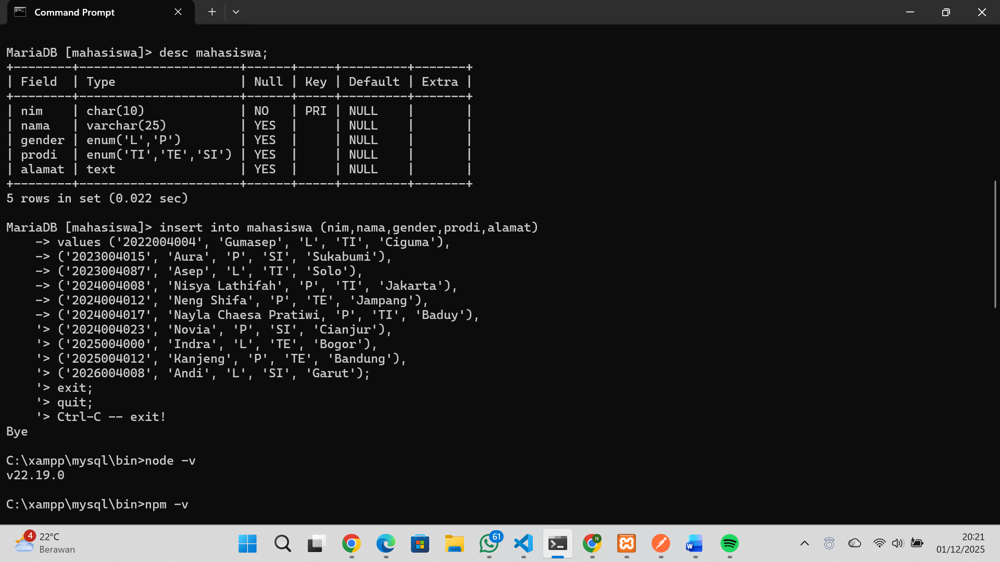 Command Prompt
MariaDB [mahasiswa]> desc mahasiswa;
+--------+----------------------+------+-----+---------+-------+
| Field  | Type                 | Null | Key | Default | Extra |
+--------+----------------------+------+-----+---------+-------+
| nim    | char(10)             | NO   | PRI | NULL    |       |
| nama   | varchar(25)          | YES  |     | NULL    |       |
| gender | enum('L','P')        | YES  |     | NULL    |       |
| prodi  | enum('TI','TE','SI') | YES  |     | NULL    |       |
| alamat | text                 | YES  |     | NULL    |       |
+--------+----------------------+------+-----+---------+-------+
5 rows in set (0.022 sec)
MariaDB [mahasiswa]> insert into mahasiswa (nim,nama,gender,prodi,alamat)
    -> values ('2022004004', 'Gumasep', 'L', 'TI', 'Ciguma'),
    -> ('2023004015', 'Aura', 'P', 'SI', 'Sukabumi'),
    -> ('2023004087', 'Asep', 'L', 'TI', 'Solo'),
    -> ('2024004008', 'Nisya Lathifah', 'P', 'TI', 'Jakarta'),
    -> ('2024004012', 'Neng Shifa', 'P', 'TE', 'Jampang'),
    -> ('2024004017', 'Nayla Chaesa Pratiwi, 'P', 'TI', 'Baduy'),
    '> ('2024004023', 'Novia', 'P', 'SI', 'Cianjur'),
    '> ('2025004000', 'Indra', 'L', 'TE', 'Bogor'),
    '> ('2025004012', 'Kanjeng', 'P', 'TE', 'Bandung'),
    '> ('2026004008', 'Andi', 'L', 'SI', 'Garut');
    '> exit;
    '> quit;
    '> Ctrl-C -- exit!
Bye
C:\xampp\mysql\bin>node -v
v22.19.0
C:\xampp\mysql\bin>npm -v
4
22°C
Berawan
61
N
W
20:21
01/12/2025